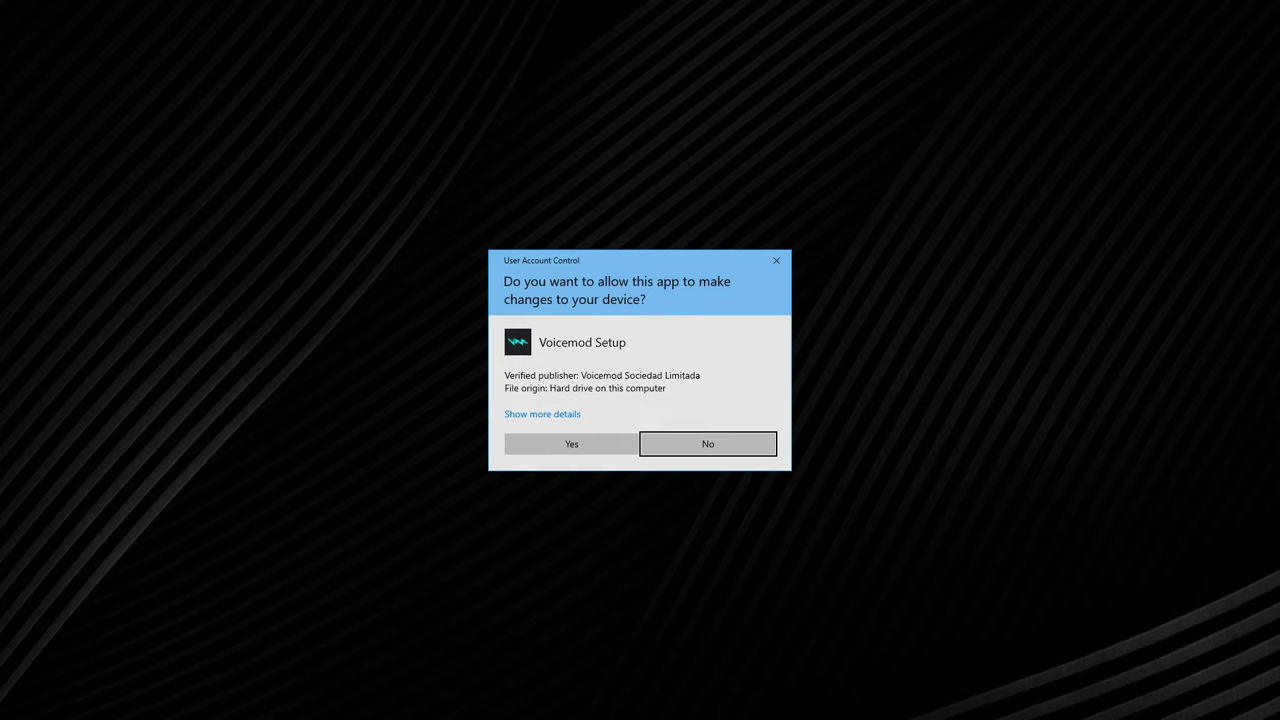 User Account Control
Do you want to allow this app to make
changes to your device?
Voicemod Setup
Verified publisher: Voicemod Sociedad Limitada
File origin: Hard drive on this computer
Show more details
Yes
No